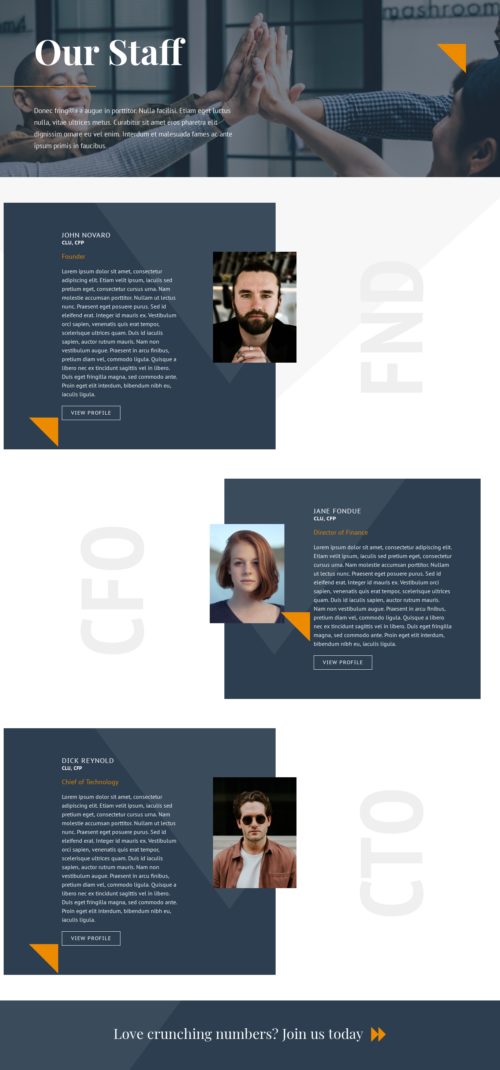 mashroom
Our Staff
Donec fringilla a augue in porttitor. Nulla facilisi. Etiam eget luctus
nulla, vitae ultrices metus. Curabitur sit amet eros pharetra elit
dignissim ornare eu vel enim. Interdum et malesuada fames ac ante
ipsum primis in faucibus.
JOHN NOVARO
CLU, CFP
Founder
Lorem ipsum dolor sit amet, consectetur
adipiscing elit. Etiam velit ipsum, iaculis sed
pretium eget, consectetur cursus urna. Nam
molestie accumsan porttitor. Nullam ut lectus
nunc. Praesent eget posuere purus. Sed id
eleifend erat. Integer id mauris ex. Vestibulum
orci sapien, venenatis quis erat tempor,
scelerisque ultrices quam. Duis id iaculis
sapien, auctor rutrum mauris. Nam
vestibulum augue. Praesent in arcu finibus,
pretium diam vel, commodo ligula. Quisque a
libero nec ex tincidunt sagittis vel in libero.
Duis eget fringilla magna, sed commodo ante.
Proin eget elit interdum, bibendum nibh eu,
iaculis ligula.
VIEW PROFILE
FND
CFO
JANE FONDUE
CLU, CFP
Director of Finance
Lorem ipsum dolor sit amet, consectetur adipiscing
elit. Etiam velit ipsum, iaculis sed pretium eget, consectetur
cursus urna. Nam molestie accumsan porttitor. Nullam
ut lectus nunc. Praesent eget posuere purus. Sed id
eleifend erat. Integer id mauris ex. Vestibulum orci
sapien, venenatis quis erat tempor, scelerisque ultrices
quam. Duis id iaculis sapien, auctor rutrum mauris.
Nam vestibulum augue. Praesent in arcu finibus,
pretium diam vel, commodo ligula. Quisque a libero
nec ex tincidunt sagittis vel in libero. Duis eget fringilla
magna, sed commodo ante. Proin eget elit interdum,
bibendum nibh eu, iaculis ligula.
VIEW PROFILE
DICK REYNOLD
CLU, CFP
Chief of Technology
Lorem ipsum dolor sit amet, consectetur
adipiscing elit. Etiam velit ipsum, iaculis sed
pretium eget, consectetur cursus urna. Nam
molestie accumsan porttitor. Nullam ut lectus
nunc. Praesent eget posuere purus. Sed id
eleifend erat. Integer id mauris ex. Vestibulum
orci sapien, venenatis quis erat tempor,
scelerisque ultrices quam. Duis id iaculis
sapien, auctor rutrum mauris. Nam
vestibulum augue. Praesent in arcu finibus,
pretium diam vel, commodo ligula. Quisque a
libero nec ex tincidunt sagittis vel in libero.
Duis eget fringilla magna, sed commodo ante.
Proin eget elit interdum, bibendum nibh eu,
iaculis ligula.
VIEW PROFILE
CTO
Love crunching numbers? Join us today